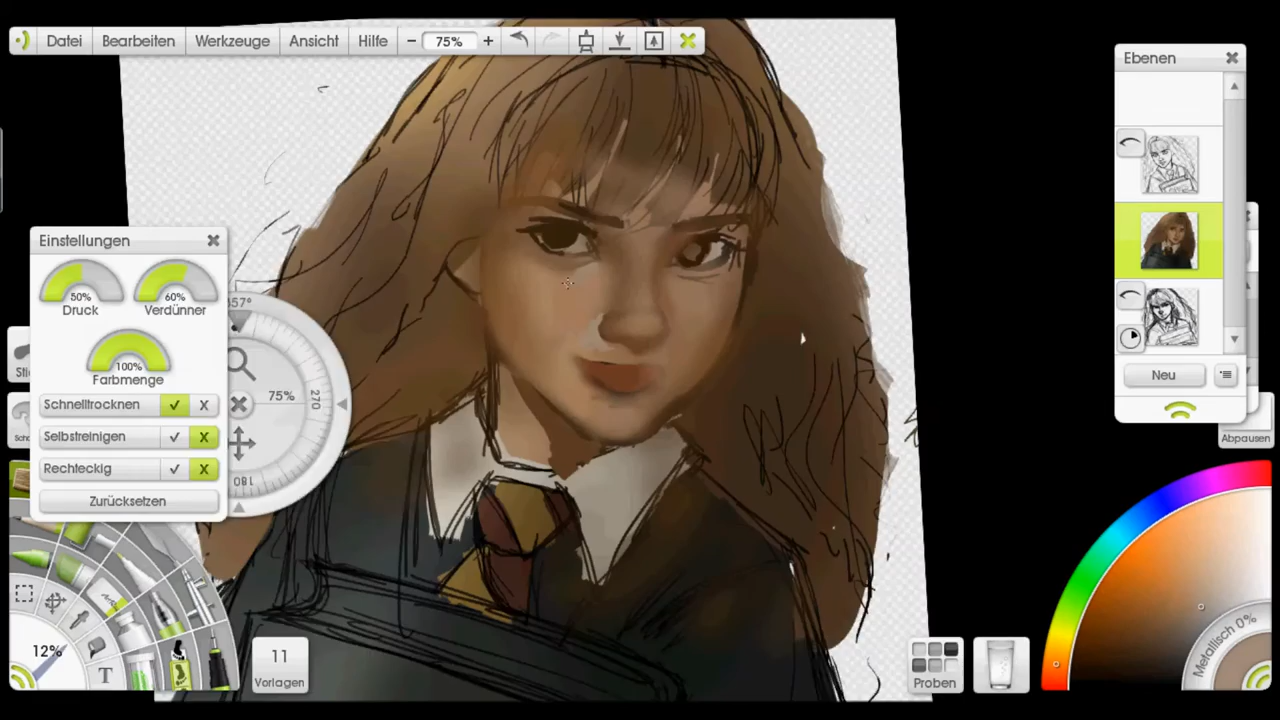 Datei Bearbeiten Werkzeuge Ansicht Hilfe − 75% +
Ebenen
Neu
Abpausen
Einstellungen
50% 60%
Druck Verdünner
100%
Farbmenge
Schnelltrocknen
Selbstreinigen
Rechteckig
Zurücksetzen
357°
75%
270
180
12%
T
11
Vorlagen
Proben
Metallisch 0%